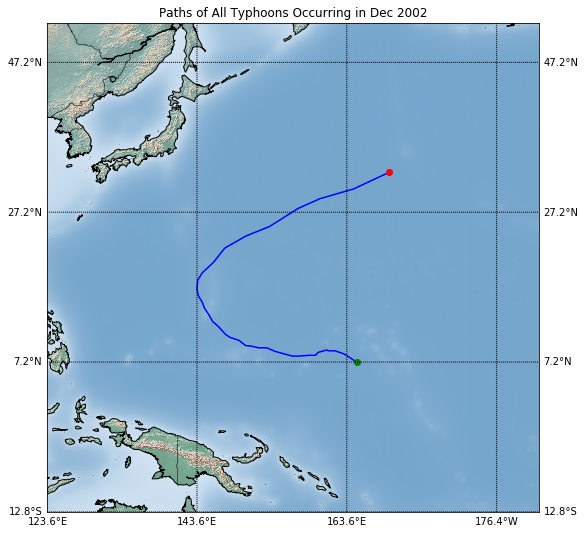 Paths of All Typhoons Occurring in Dec 2002
47.2°N 47.2°N
27.2°N 27.2°N
7.2°N 7.2°N
12.8°S 12.8°S
123.6°E 143.6°E 163.6°E 176.4°W